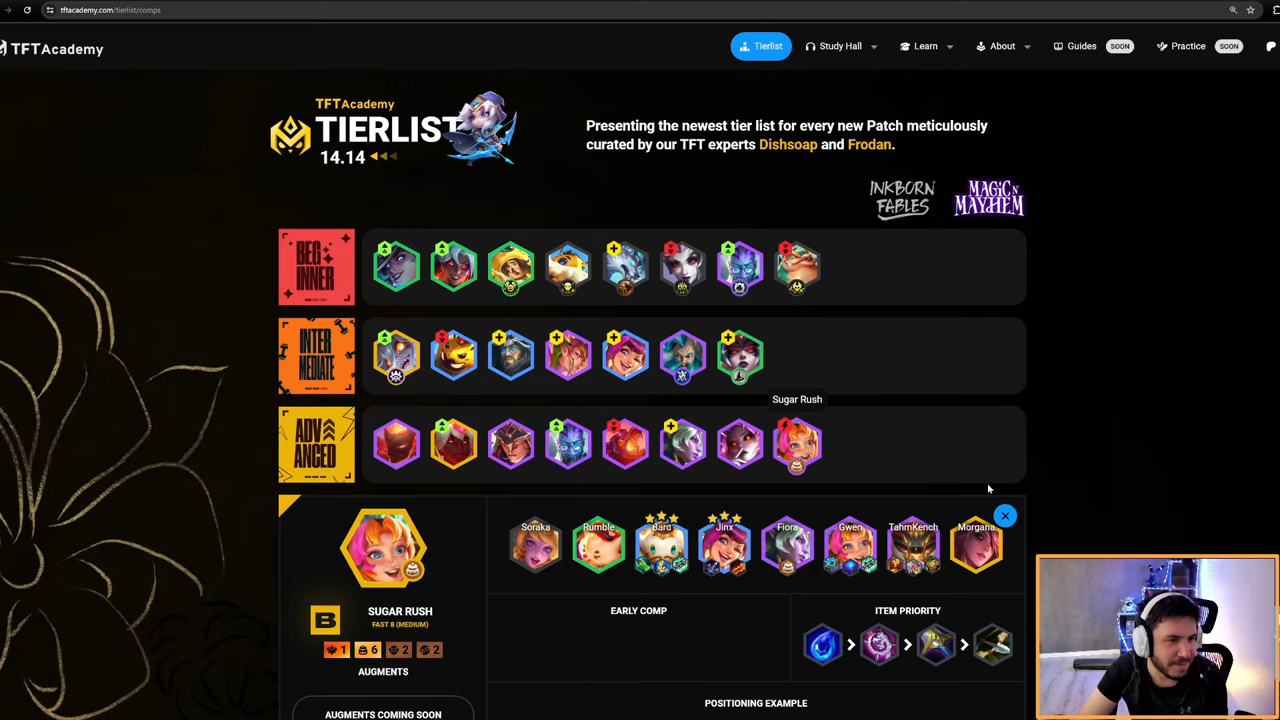 tftacademy.com/tierlist/comps
TFTAcademy
Tierlist
Study Hall
Learn
About
Guides
SOON
Practice
SOON
TFTAcademy
TIERLIST
14.14
Presenting the newest tier list for every new Patch meticulously
curated by our TFT experts Dishsoap and Frodan.
INKBORN
FABLES
MAGIC N'
MAYHEM
BEG
INNER
INTER
MEDIATE
ADV
ANCED
Sugar Rush
Soraka
Rumble
Bard
Jinx
Fiora
Gwen
TahmKench
Morgana
B
SUGAR RUSH
FAST 8 (MEDIUM)
1
6
2
2
AUGMENTS
AUGMENTS COMING SOON
EARLY COMP
ITEM PRIORITY
POSITIONING EXAMPLE